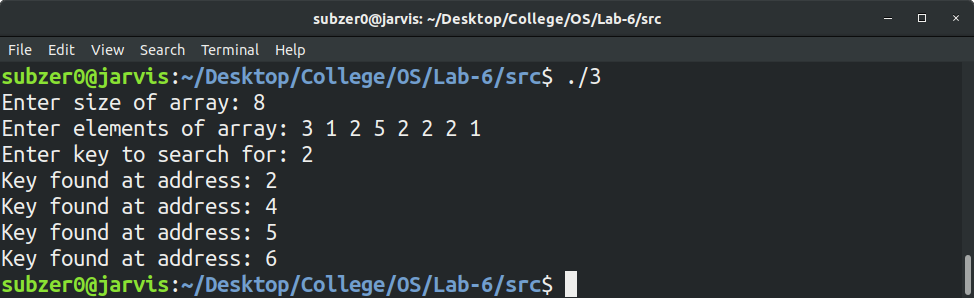 subzer0@jarvis: ~/Desktop/College/OS/Lab-6/src
File Edit View Search Terminal Help
subzer0@jarvis:~/Desktop/College/OS/Lab-6/src$ ./3
Enter size of array: 8
Enter elements of array: 3 1 2 5 2 2 2 1
Enter key to search for: 2
Key found at address: 2
Key found at address: 4
Key found at address: 5
Key found at address: 6
subzer0@jarvis:~/Desktop/College/OS/Lab-6/src$